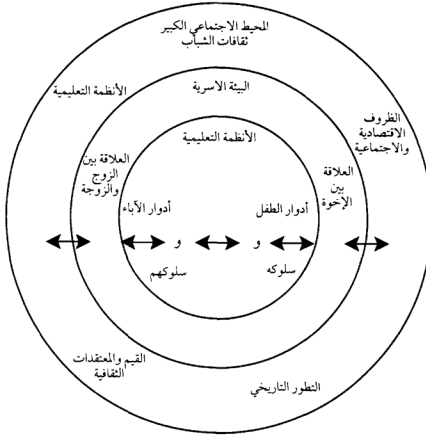 المحيط الاجتماعي الكبير
ثقافات الشباب
الأنظمة التعليمية
الظروف
الاقتصادية
والاجتماعية
البيئة الاسرية
العلاقة بين
الزوج
والزوجة
العلاقة
بين
الإخوة
الأنظمة التعليمية
أدوار الطفل
أدوار الآباء
و
و
سلوكه
سلوكهم
القيم والمعتقدات
الثقافية
التطور التاريخي